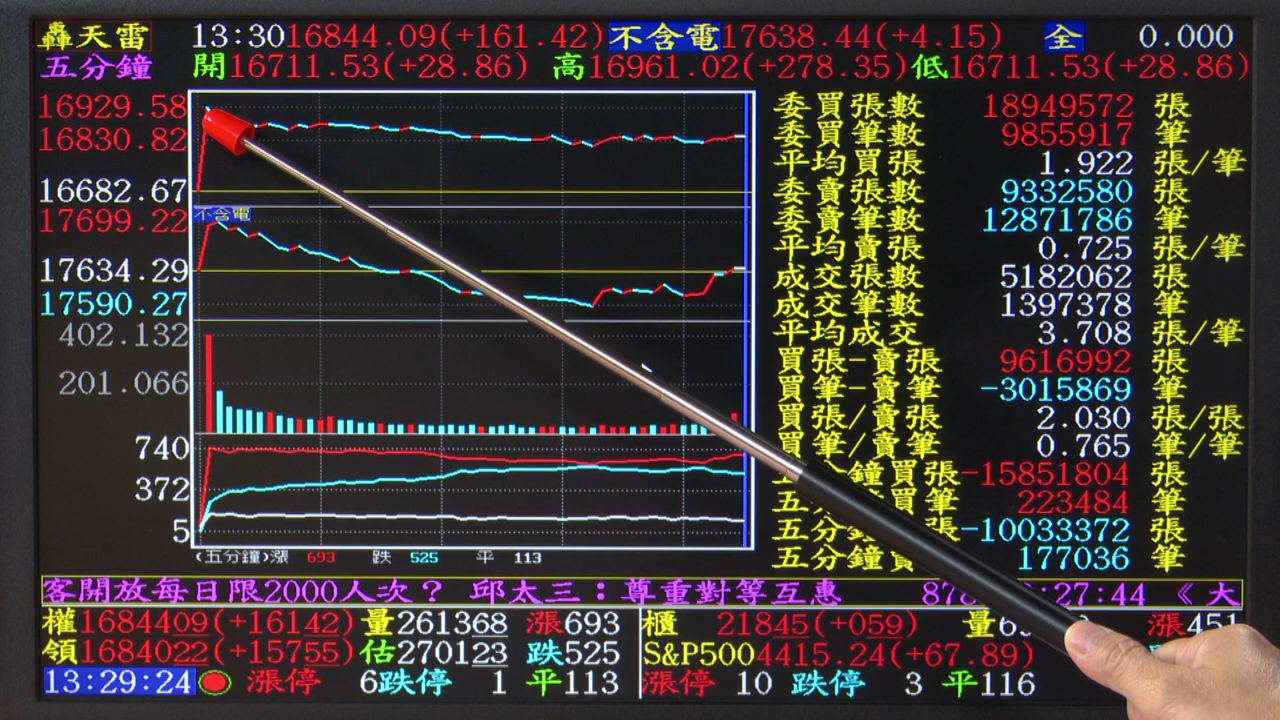 轟天雷 13:30 16844.09(+161.42) 不含電 17638.44(+4.15) 全 0.000
五分鐘 開16711.53(+28.86) 高16961.02(+278.35) 低16711.53(+28.86)
16929.58
16830.82
16682.67
不含電
17699.22
17634.29
17590.27
402.132
201.066
740
372
5
<五分鐘>漲 693 跌 525 平 113
委買張數 18949572 張
委買筆數 9855917 筆
平均買張 1.922 張/筆
委賣張數 9332580 張
委賣筆數 12871786 筆
平均賣張 0.725 張/筆
成交張數 5182062 張
成交筆數 1397378 筆
平均成交 3.708 張/筆
買張-賣張 9616992 張
買筆-賣筆 -3015869 筆
買張/賣張 2.030 張/張
買筆/賣筆 0.765 筆/筆
分鐘買張 -15851804 張
五分 買筆 223484 筆
五分 張 -10033372 張
五分鐘 177036 筆
客開放每日限2000人次? 邱太三:尊重對等互惠 87 :27:44 《大
權1684409(+16142) 量261368 漲693 櫃 21845(+059) 量6 漲451
領1684022(+15755) 估270123 跌525 S&P500 4415.24(+67.89)
13:29:24 漲停 6 跌停 1 平113 漲停 10 跌停 3 平116